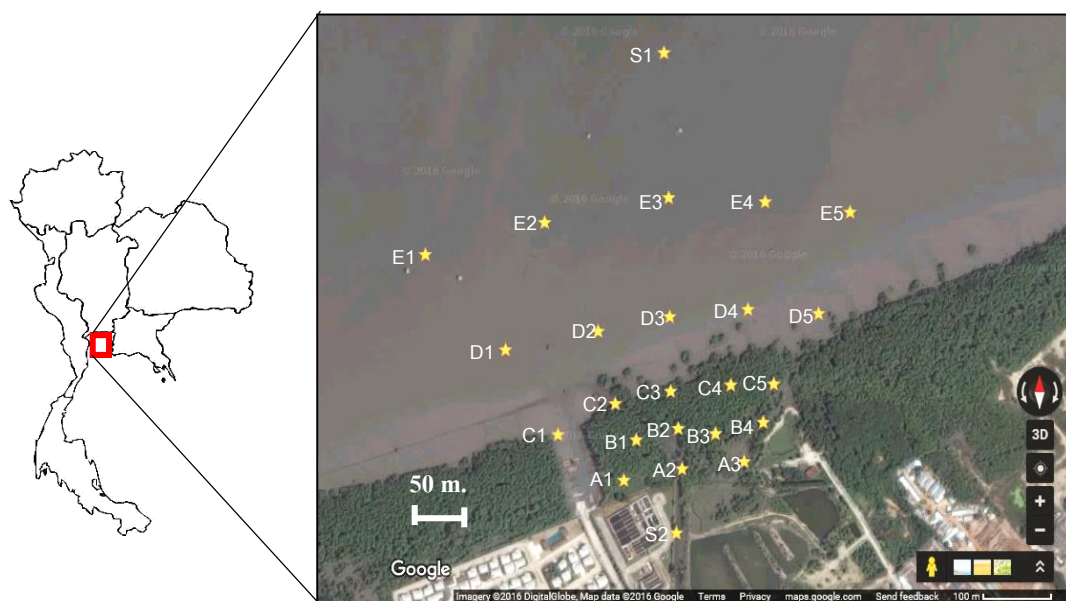 © 2016 Google
© 2016 Google
S1
© 2016 Google
© 2016 Google
E3
E4
E5
E2
E1
© 2016 Google
D4
D3
D5
D2
D1
C5
C4
C3
C2
B4
B2
B3
C1
B1
A3
A2
A1
3D
50 m.
+
−
S2
Google
Imagery ©2016 DigitalGlobe, Map data ©2016 Google Terms Privacy maps.google.com Send feedback 100 m